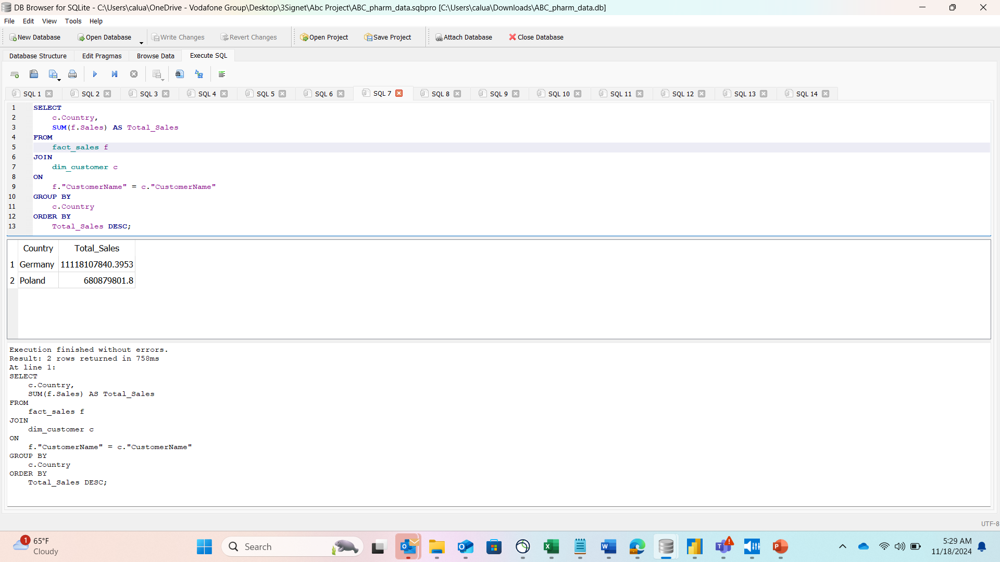 DB Browser for SQLite - C:\Users\calua\OneDrive - Vodafone Group\Desktop\3Signet\Abc Project\ABC_pharm_data.sqbpro [C:\Users\calua\Downloads\ABC_pharm_data.db]
File Edit View Tools Help
New Database Open Database Write Changes Revert Changes Open Project Save Project Attach Database Close Database
Database Structure Edit Pragmas Browse Data Execute SQL
SQL 1 SQL 2 SQL 3 SQL 4 SQL 5 SQL 6 SQL 7 SQL 8 SQL 9 SQL 10 SQL 11 SQL 12 SQL 13 SQL 14
1 SELECT
2 c.Country,
3 SUM(f.Sales) AS Total_Sales
4 FROM
5 fact_sales f
6 JOIN
7 dim_customer c
8 ON
9 f."CustomerName" = c."CustomerName"
10 GROUP BY
11 c.Country
12 ORDER BY
13 Total_Sales DESC;
Country Total_Sales
1 Germany 11118107840.3953
2 Poland 680879801.8
Execution finished without errors.
Result: 2 rows returned in 758ms
At line 1:
SELECT
c.Country,
SUM(f.Sales) AS Total_Sales
FROM
fact_sales f
JOIN
dim_customer c
ON
f."CustomerName" = c."CustomerName"
GROUP BY
c.Country
ORDER BY
Total_Sales DESC;
UTF-8
1 65°F
Cloudy
Search
5:29 AM
11/18/2024